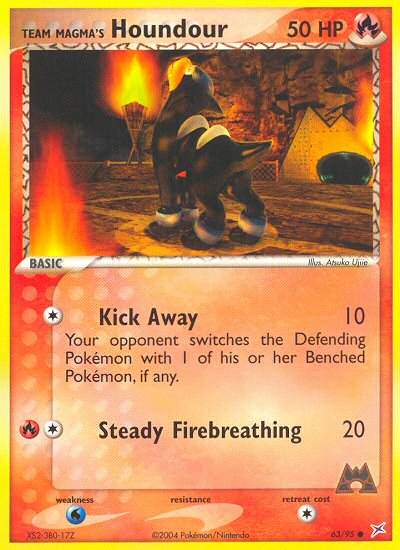 TEAM MAGMA'S Houndour 50 HP
Illus. Atsuko Ujiie
BASIC
Kick Away 10
Your opponent switches the Defending
Pokémon with 1 of his or her Benched
Pokémon, if any.
Steady Firebreathing 20
weakness resistance retreat cost
XS2-3B0-17Z ©2004 Pokémon/Nintendo 63/95